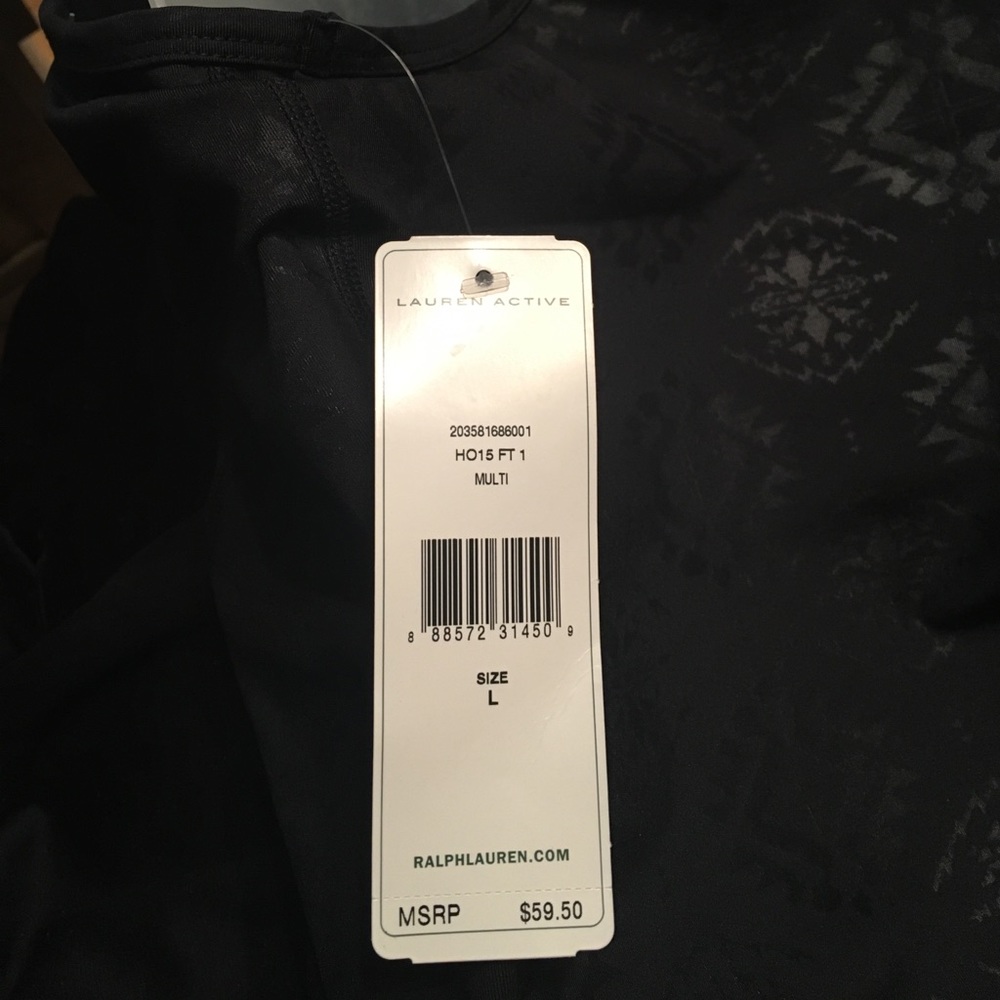 LAUREN ACTIVE
203581686001
HO15 FT 1
MULTI
8 88572 31450 9
SIZE
L
RALPHLAUREN.COM
MSRP $59.50